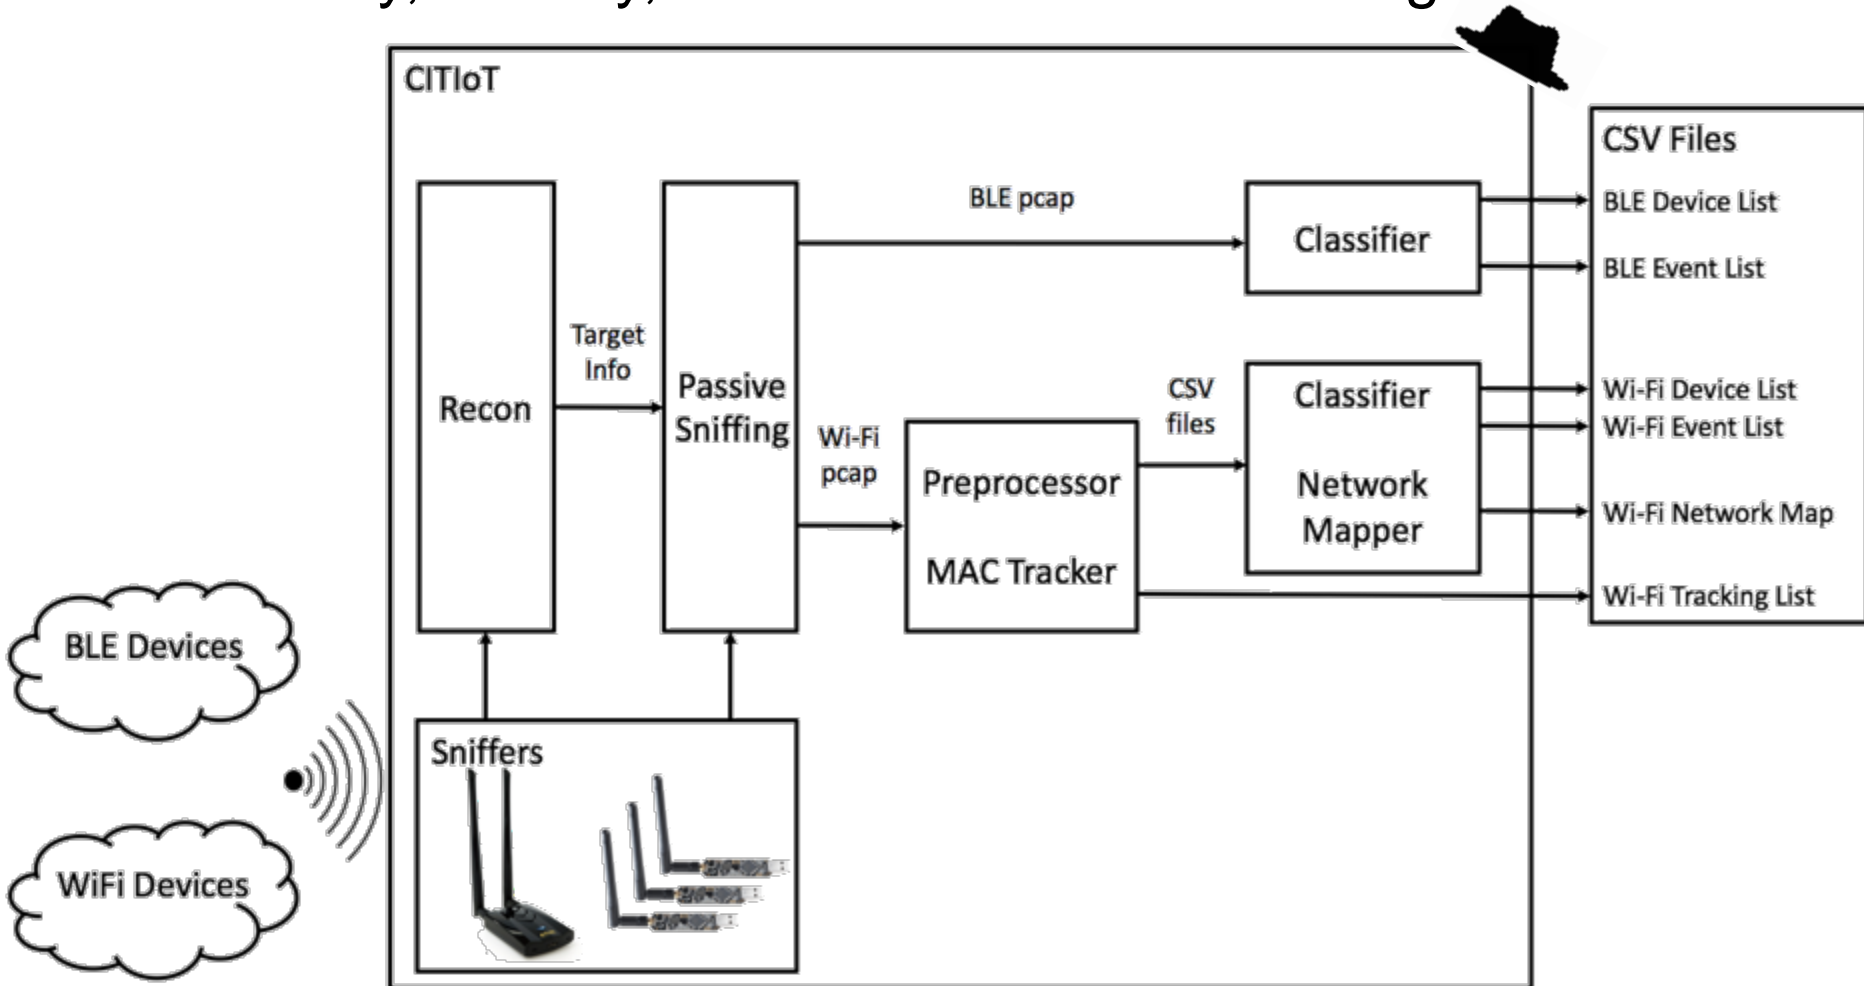 CITIoT
CSV Files
BLE pcap
BLE Device List
Classifier
BLE Event List
Target
Info
Recon
Passive
Sniffing
Wi-Fi
pcap
Preprocessor
MAC Tracker
CSV
files
Classifier
Network
Mapper
Wi-Fi Device List
Wi-Fi Event List
Wi-Fi Network Map
Wi-Fi Tracking List
BLE Devices
WiFi Devices
Sniffers